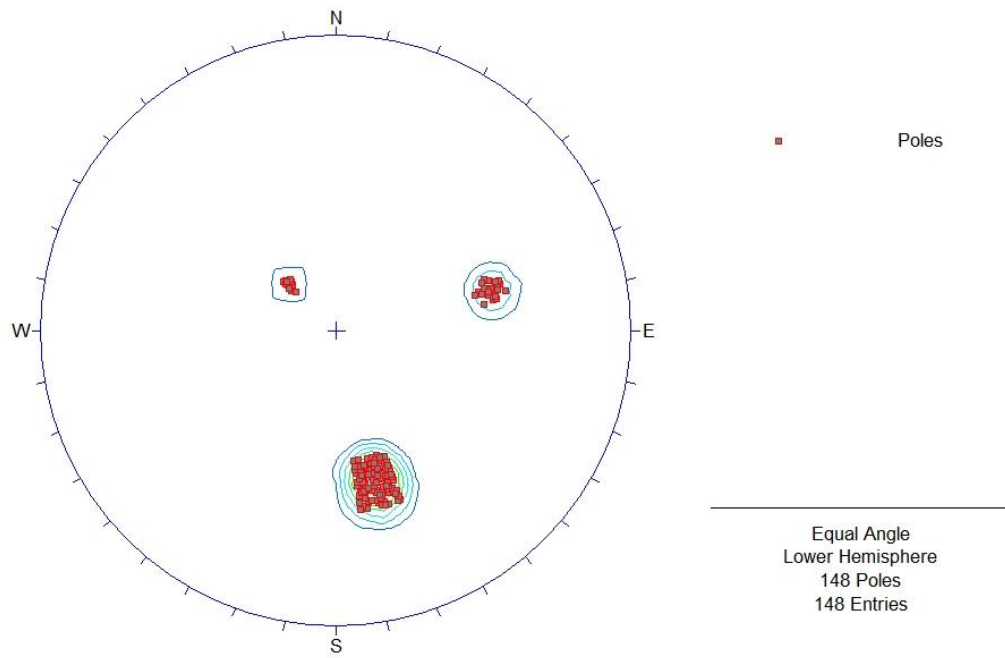 N
Poles
W
E
S
Equal Angle
Lower Hemisphere
148 Poles
148 Entries